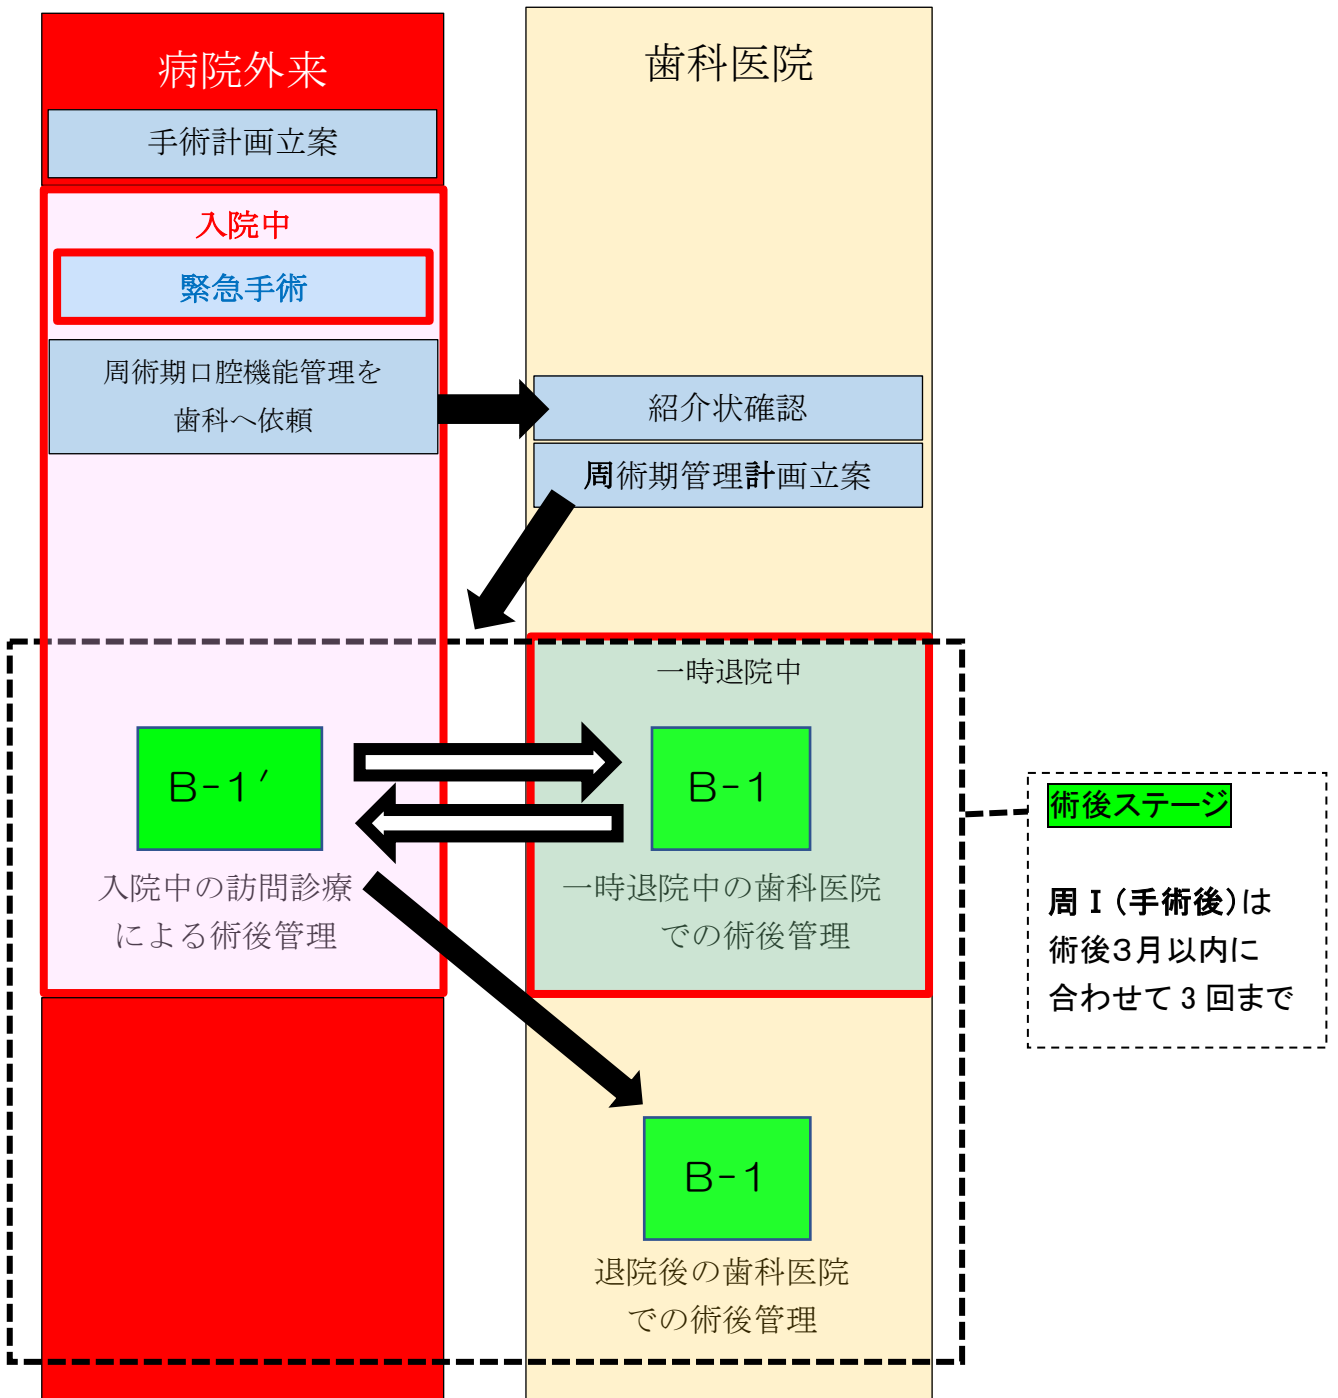 病院外来
手術計画立案
入院中
緊急手術
周術期口腔機能管理を
歯科へ依頼
歯科医院
紹介状確認
周術期管理計画立案
一時退院中
B-1′
B-1
入院中の訪問診療
による術後管理
一時退院中の歯科医院
での術後管理
B-1
退院後の歯科医院
での術後管理
術後ステージ
周Ⅰ(手術後)は
術後3月以内に
合わせて3回まで